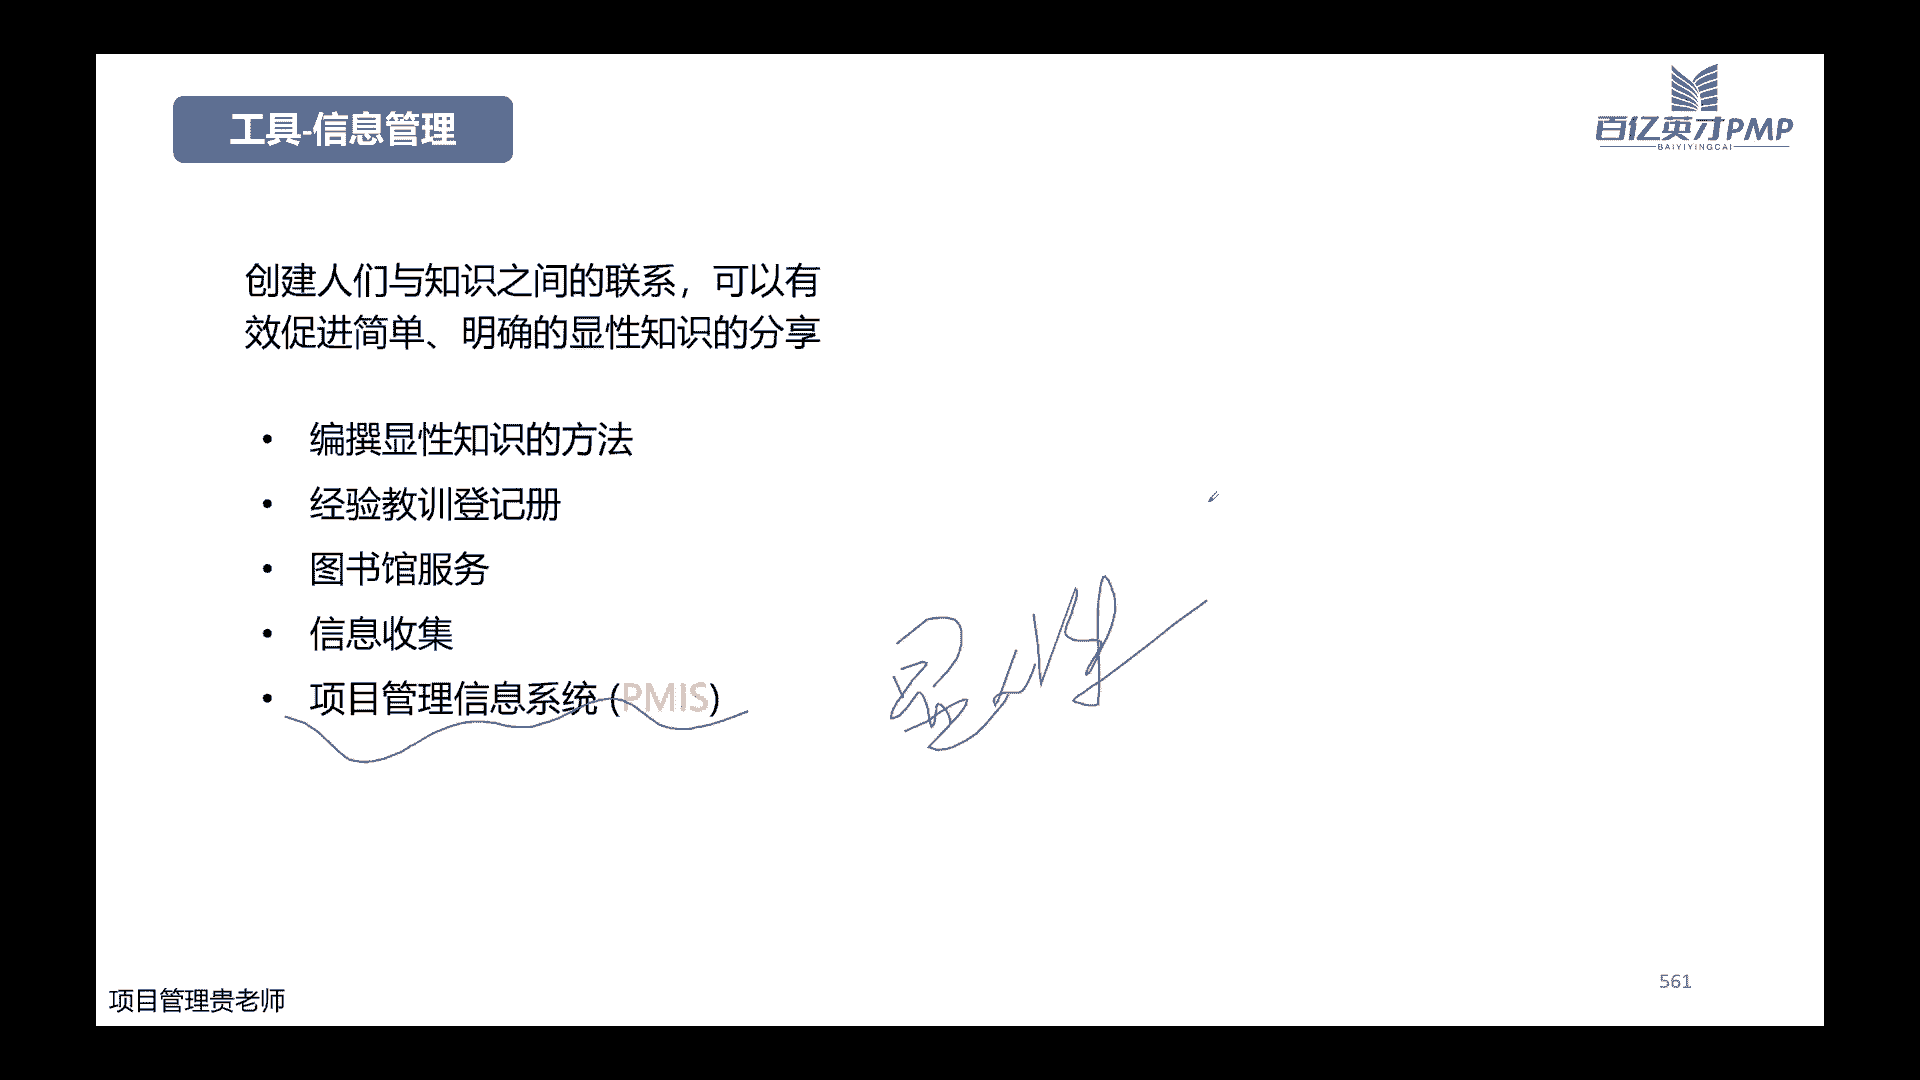 工具-信息管理
百亿英才PMP
BAIYIYINGCAI
创建人们与知识之间的联系，可以有
效促进简单、明确的显性知识的分享
• 编撰显性知识的方法
• 经验教训登记册
• 图书馆服务
• 信息收集
• 项目管理信息系统 (PMIS)
显性
项目管理贵老师
561